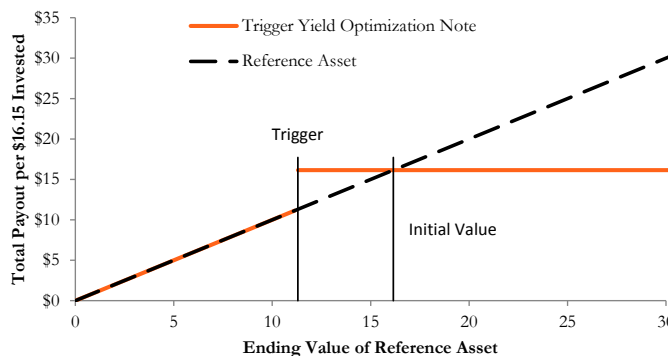 $35
Trigger Yield Optimization Note
$30
Reference Asset
$25
$20
Trigger
$15
$10
Initial Value
$5
$0
0 5 10 15 20 25 30
Total Payout per $16.15 Invested
Ending Value of Reference Asset